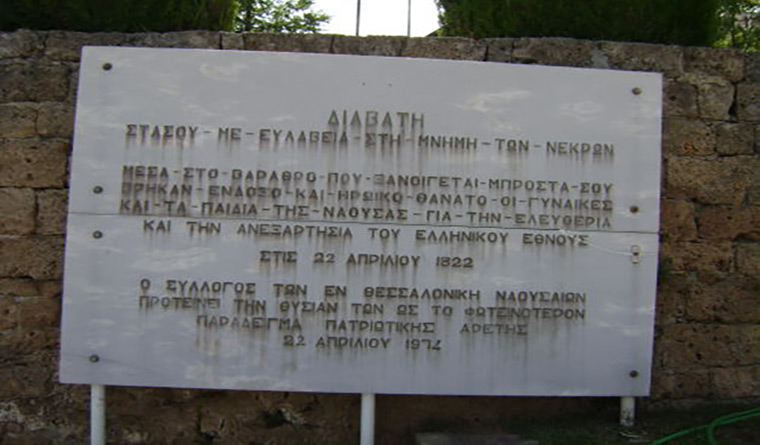 ΔΙΑΒΑΤΗ
ΣΤΑΣΟΥ-ΜΕ-ΕΥΛΑΒΕΙΑ-ΣΤΗ-ΜΝΗΜΗ-ΤΩΝ-ΝΕΚΡΩΝ
ΜΕΣΑ-ΣΤΟ-ΒΑΡΑΘΡΟ-ΠΟΥ-ΞΑΝΟΙΓΕΤΑΙ-ΜΠΡΟΣΤΑ-ΣΟΥ
ΒΡΗΚΑΝ-ΕΝΔΟΞΟ-ΚΑΙ-ΗΡΩΙΚΟ-ΘΑΝΑΤΟ-ΟΙ-ΓΥΝΑΙΚΕΣ
ΚΑΙ-ΤΑ-ΠΑΙΔΙΑ-ΤΗΣ-ΝΑΟΥΣΑΣ-ΓΙΑ-ΤΗΝ-ΕΛΕΥΘΕΡΙΑ
ΚΑΙ ΤΗΝ ΑΝΕΞΑΡΤΗΣΙΑ ΤΟΥ ΕΛΛΗΝΙΚΟΥ ΕΘΝΟΥΣ
ΣΤΙΣ 22 ΑΠΡΙΛΙΟΥ 1822
Ο ΣΥΛΛΟΓΟΣ ΤΩΝ ΕΝ ΘΕΣΣΑΛΟΝΙΚΗ ΝΑΟΥΣΑΙΩΝ
ΠΡΟΤΕΙΝΕΙ ΤΗΝ ΘΥΣΙΑΝ ΤΩΝ ΩΣ ΤΟ ΦΩΤΕΙΝΟΤΕΡΟΝ
ΠΑΡΑΔΕΙΓΜΑ ΠΑΤΡΙΩΤΙΚΗΣ ΑΡΕΤΗΣ
22 ΑΠΡΙΛΙΟΥ 1974